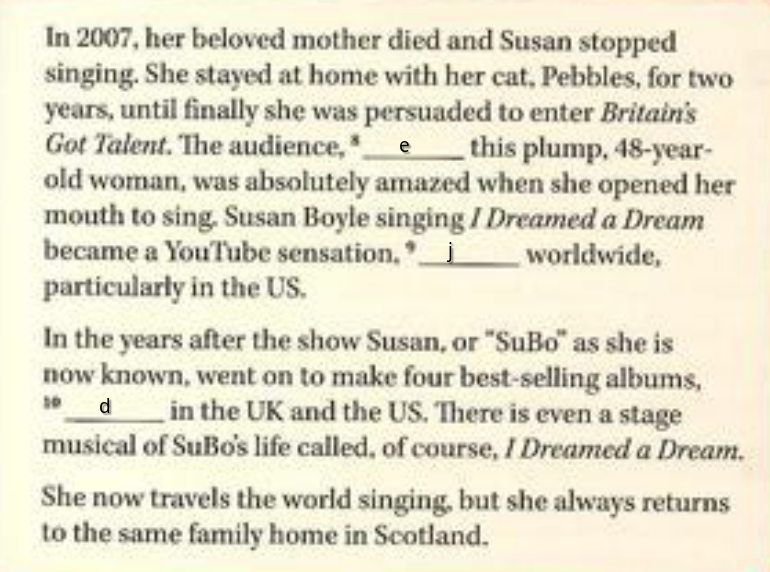 In 2007, her beloved mother died and Susan stopped
singing. She stayed at home with her cat, Pebbles, for two
years, until finally she was persuaded to enter Britain's
Got Talent. The audience, 8 e this plump, 48-year-
old woman, was absolutely amazed when she opened her
mouth to sing. Susan Boyle singing I Dreamed a Dream
became a YouTube sensation, 9 j worldwide,
particularly in the US.
In the years after the show Susan, or "SuBo" as she is
now known, went on to make four best-selling albums,
10 d in the UK and the US. There is even a stage
musical of SuBo's life called, of course, I Dreamed a Dream.
She now travels the world singing, but she always returns
to the same family home in Scotland.